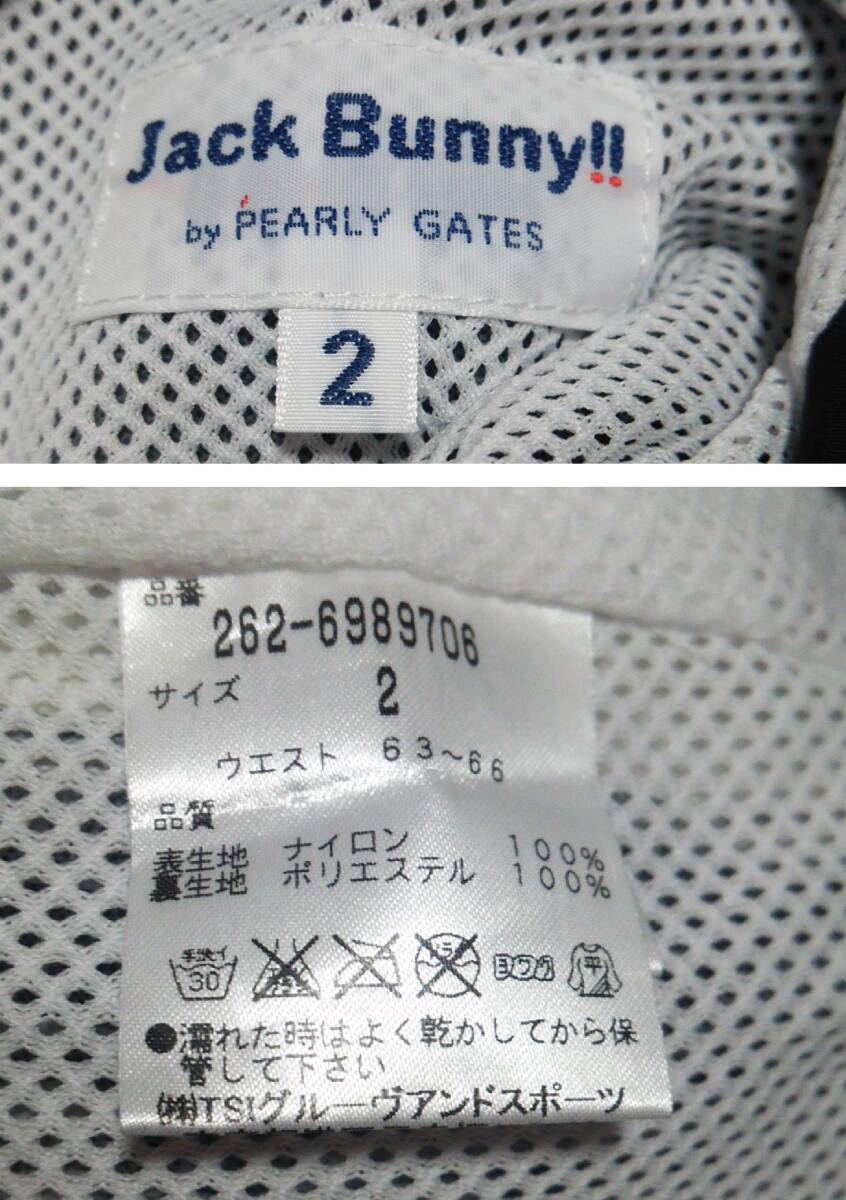 Jack Bunny!!
by PEARLY GATES
2
品番
262-6989706
サイズ 2
ウエスト 63～66
品質
表生地 ナイロン 100%
裏生地 ポリエステル 100%
手洗イ 30 ヨワク 平
●濡れた時はよく乾かしてから保
管して下さい
㈱TSIグルーヴアンドスポーツ